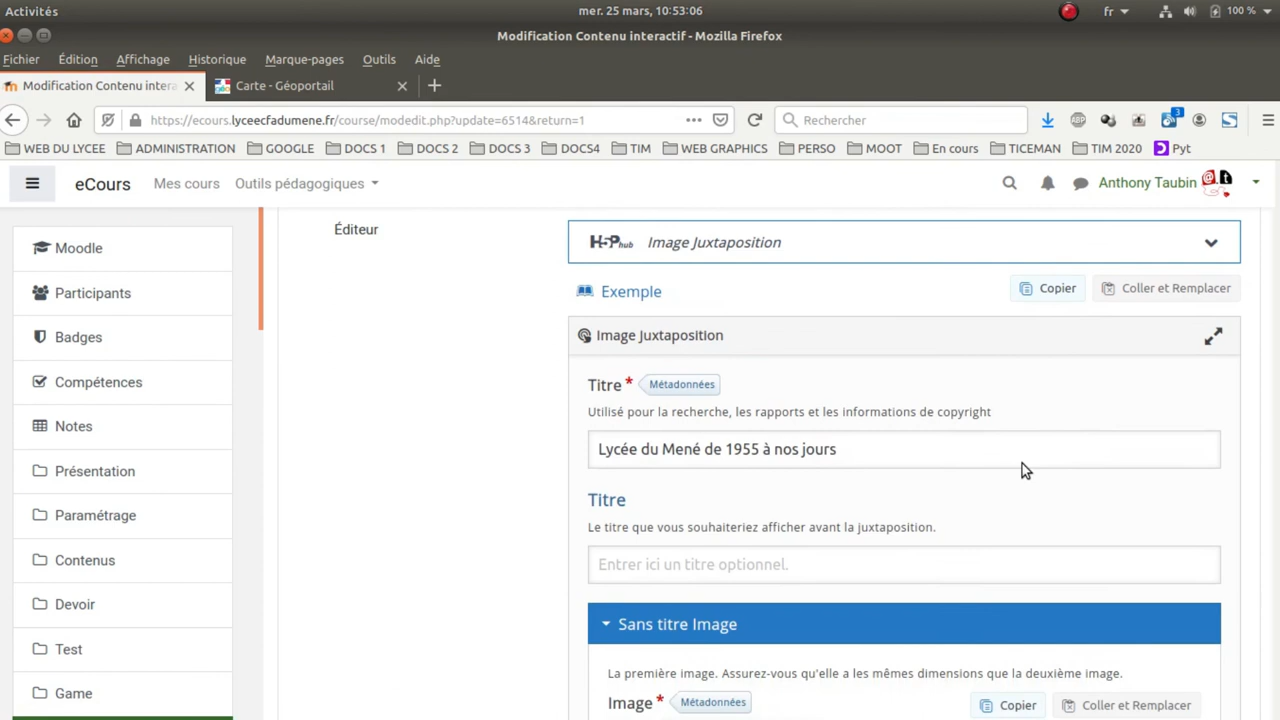 Activités
mer. 25 mars, 10:53:06
fr
100 %
Modification Contenu interactif - Mozilla Firefox
Fichier Édition Affichage Historique Marque-pages Outils Aide
Modification Contenu intera
Carte - Géoportail
https://ecours.lyceecfadumene.fr/course/modedit.php?update=6514&return=1
Rechercher
ABP
3
WEB DU LYCEE ADMINISTRATION GOOGLE DOCS 1 DOCS 2 DOCS 3 DOCS4 TIM WEB GRAPHICS PERSO MOOT En cours TICEMAN TIM 2020 Pyt
eCours Mes cours Outils pédagogiques Anthony Taubin
Moodle
Participants
Badges
Compétences
Notes
Présentation
Paramétrage
Contenus
Devoir
Test
Game
Éditeur
H5P hub Image Juxtaposition
Exemple
Copier
Coller et Remplacer
Image Juxtaposition
Titre * Métadonnées
Utilisé pour la recherche, les rapports et les informations de copyright
Lycée du Mené de 1955 à nos jours
Titre
Le titre que vous souhaiteriez afficher avant la juxtaposition.
Entrer ici un titre optionnel.
Sans titre Image
La première image. Assurez-vous qu'elle a les mêmes dimensions que la deuxième image.
Image * Métadonnées
Copier
Coller et Remplacer